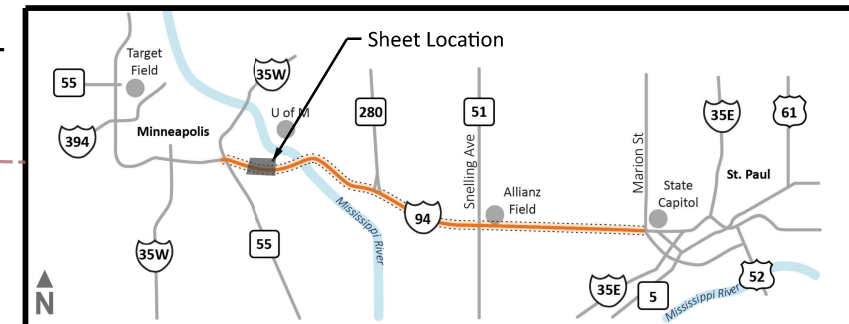 Sheet Location
Target
Field
55
35W
U of M
280
51
35E
61
394
Minneapolis
Snelling Ave
Marion St
St. Paul
State
Capitol
Allianz
Field
94
Mississippi River
35W
55
N
35E
5
52
Mississippi River